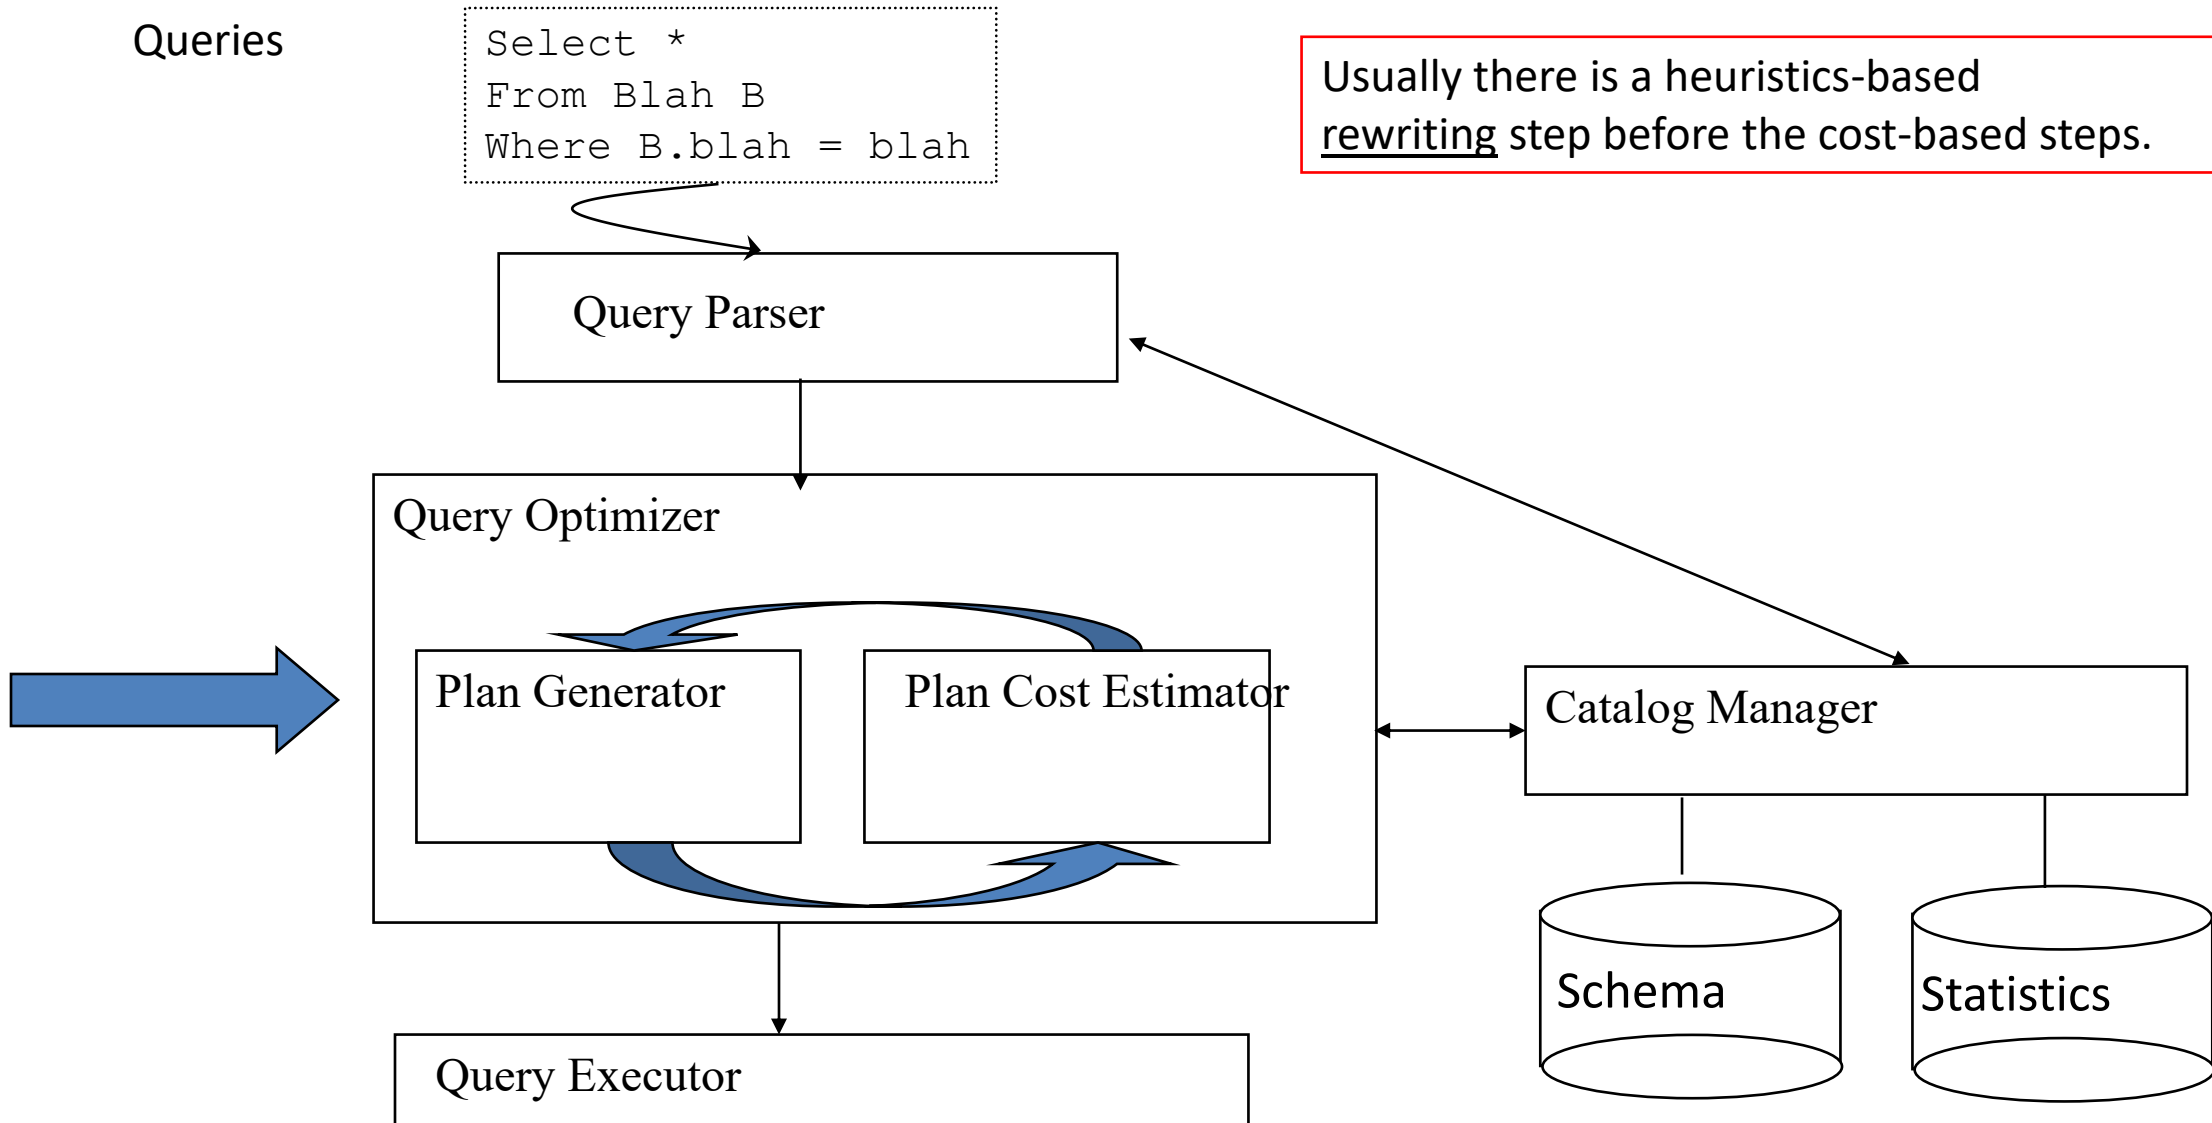 Queries
Select *
From Blah B
Where B.blah = blah
Usually there is a heuristics-based
rewriting step before the cost-based steps.
Query Parser
Query Optimizer
Plan Generator
Plan Cost Estimator
Catalog Manager
Schema
Statistics
Query Executor